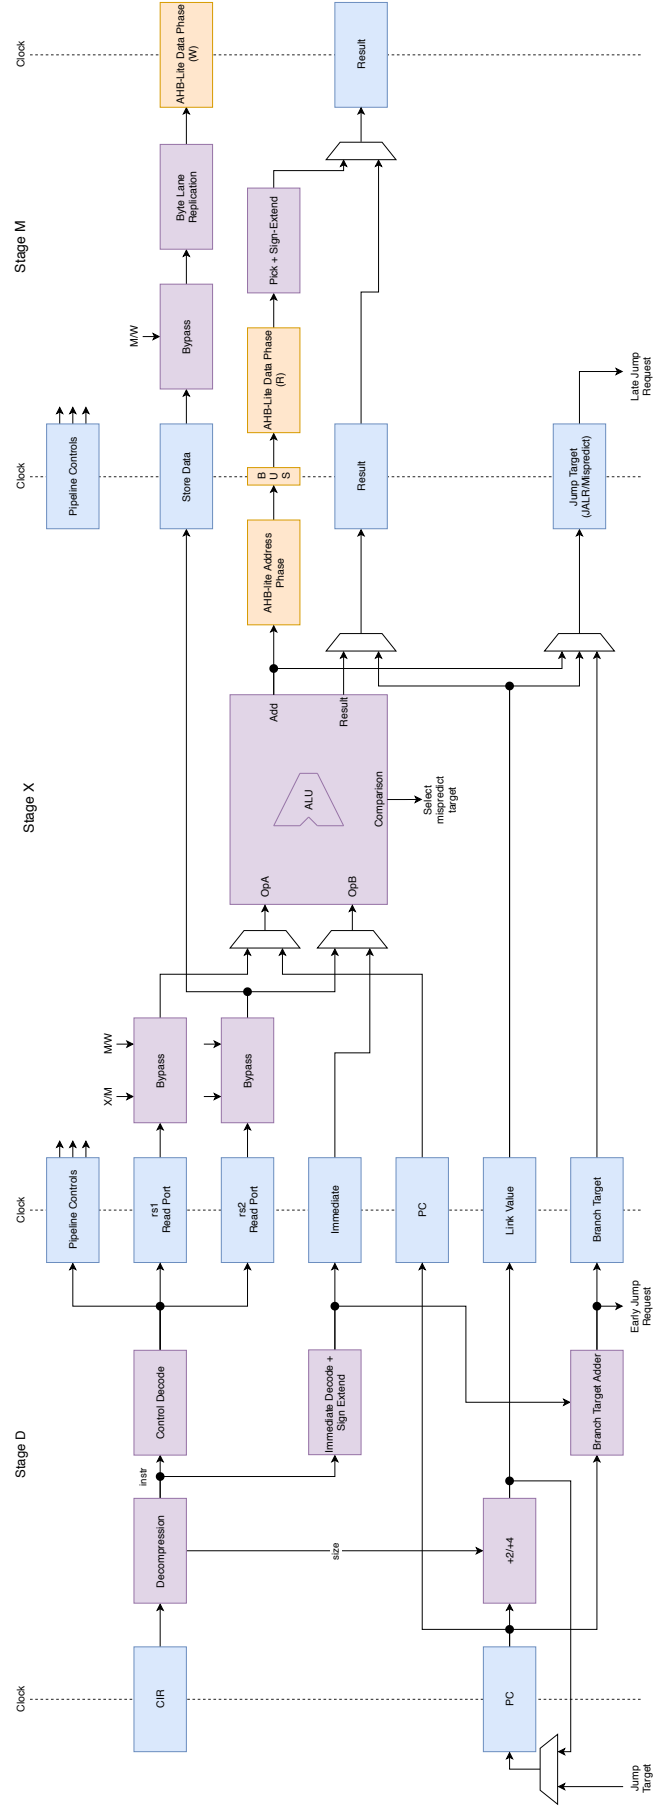 Clock
Stage D
Clock
Stage X
Clock
Stage M
Clock
Pipeline Controls
Pipeline Controls
CIR
Decompression
instr
Control Decode
rs1
Read Port
X/M
M/W
Bypass
Store Data
M/W
Bypass
Byte Lane
Replication
AHB-Lite Data Phase
(W)
rs2
Read Port
Bypass
OpA
OpB
ALU
Add
Result
Comparison
Select
mispredict
target
AHB-lite Address
Phase
B
U
S
AHB-Lite Data Phase
(R)
Pick + Sign-Extend
size
Immediate Decode +
Sign Extend
Immediate
Result
Result
PC
PC
+2/+4
Link Value
Jump Target
(JALR/Mispredict)
Branch Target Adder
Branch Target
Jump
Target
Early Jump
Request
Late Jump
Request